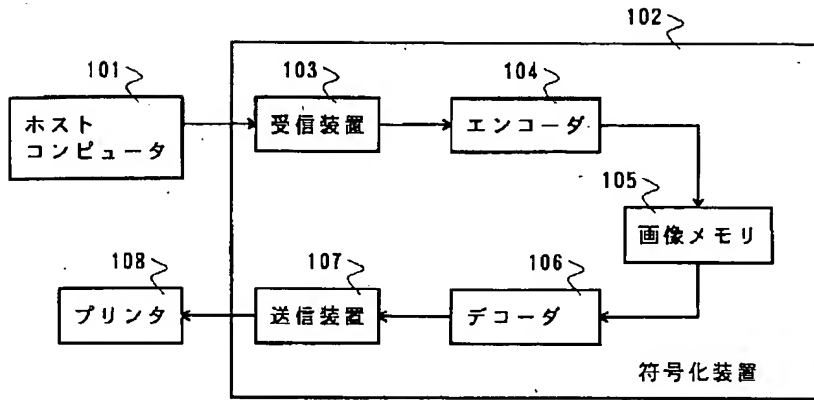 102
101
103
104
ホスト
コンピュータ
受信装置
エンコーダ
105
画像メモリ
108
107
106
プリンタ
送信装置
デコーダ
符号化装置